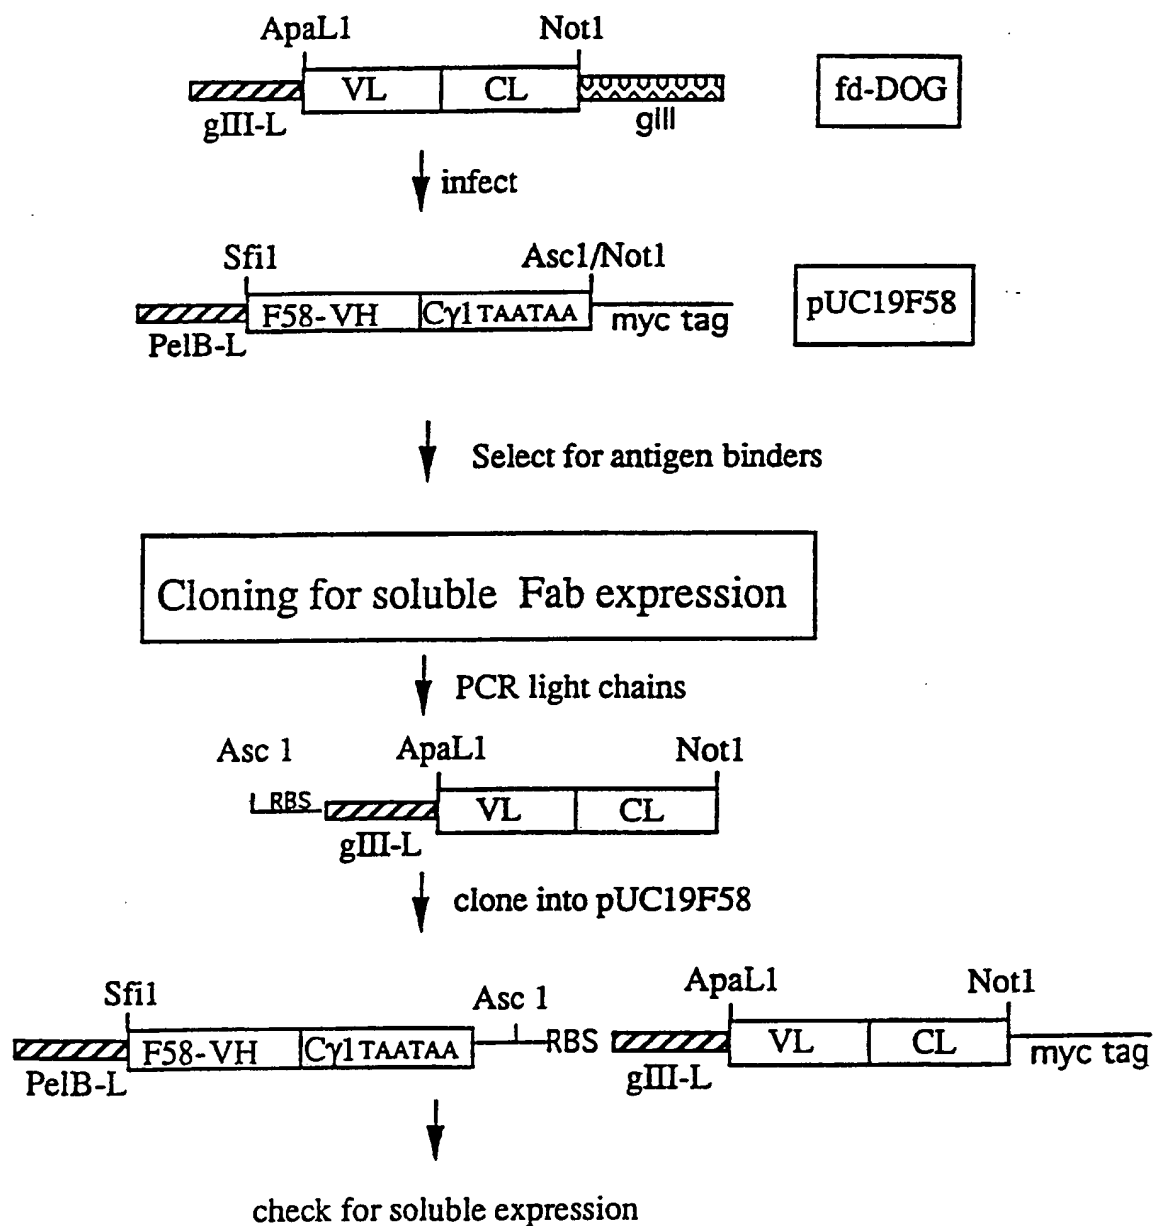 ApaL1 Not1
VL CL fd-DOG
gIII-L gIII
infect
Sfi1 Asc1/Not1
F58-VH Cγ1 TAATAA myc tag pUC19F58
PelB-L
Select for antigen binders
Cloning for soluble Fab expression
PCR light chains
Asc 1 ApaL1 Not1
RBS VL CL
gIII-L
clone into pUC19F58
Sfi1 Asc 1 ApaL1 Not1
F58-VH Cγ1 TAATAA RBS VL CL myc tag
PelB-L gIII-L
check for soluble expression